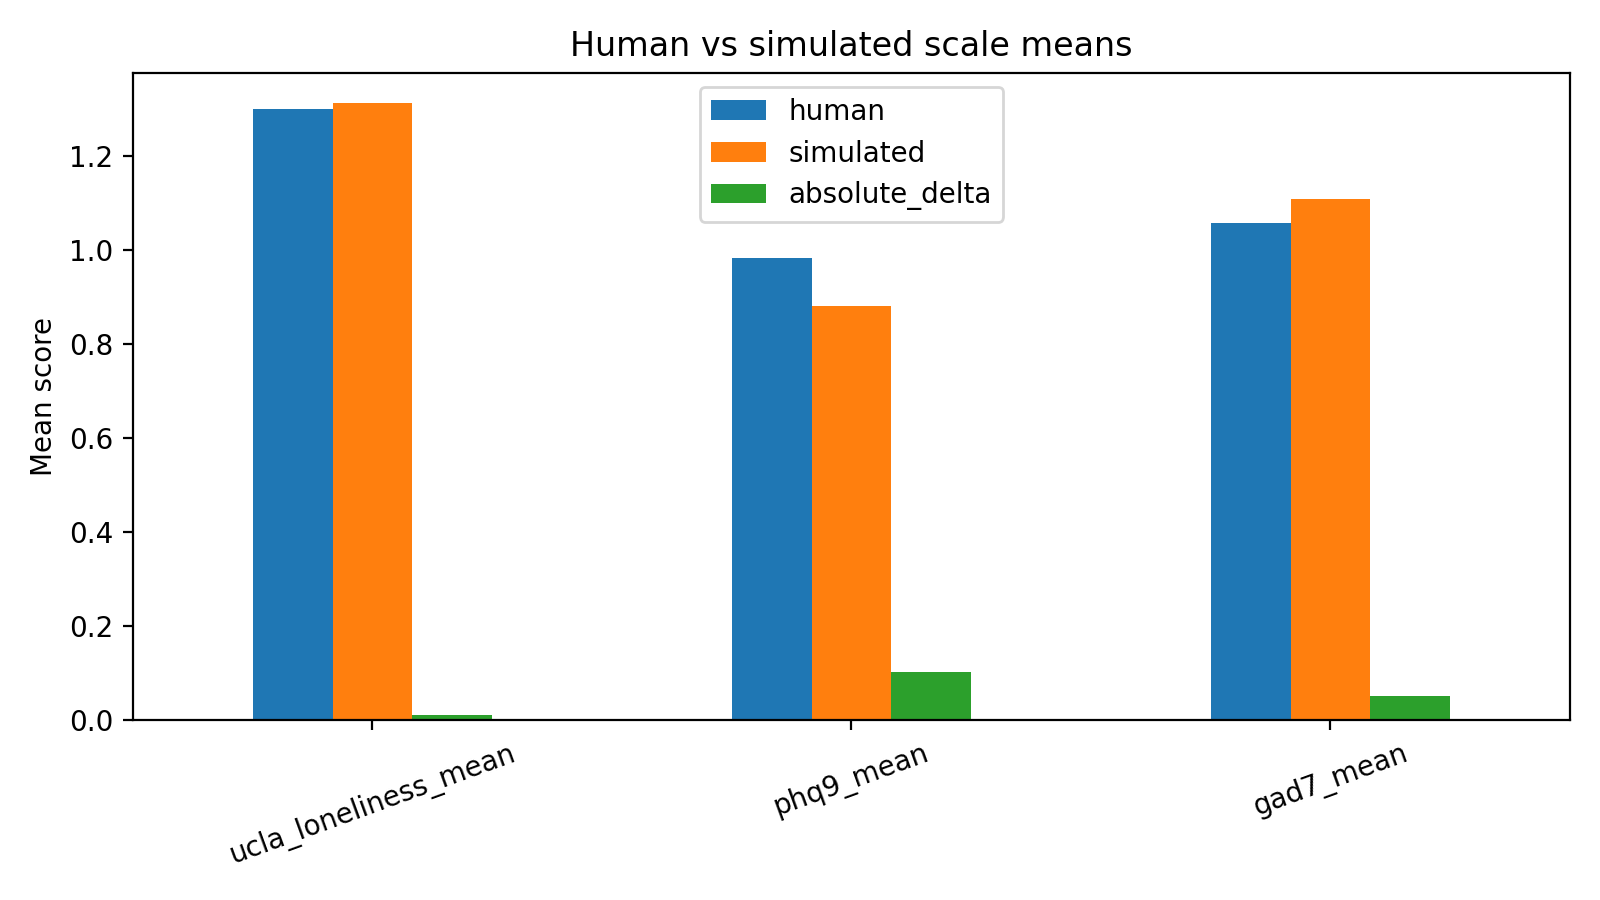 Human vs simulated scale means
human
simulated
absolute_delta
Mean score
1.2
1.0
0.8
0.6
0.4
0.2
0.0
ucla_loneliness_mean
phq9_mean
gad7_mean